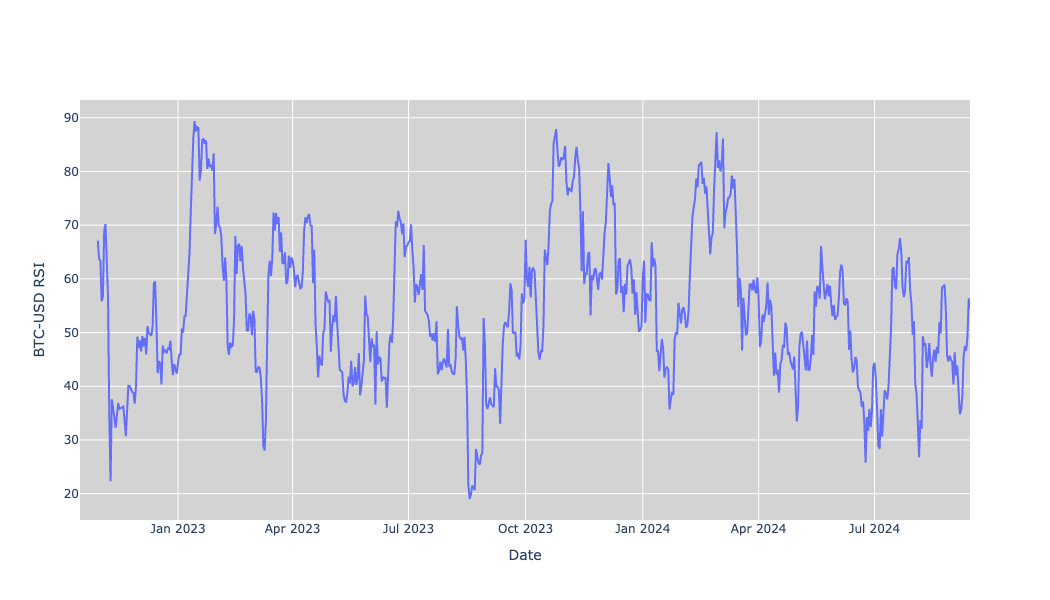 BTC-USD RSI
90
80
70
60
50
40
30
20
Jan 2023
Apr 2023
Jul 2023
Oct 2023
Jan 2024
Apr 2024
Jul 2024
Date